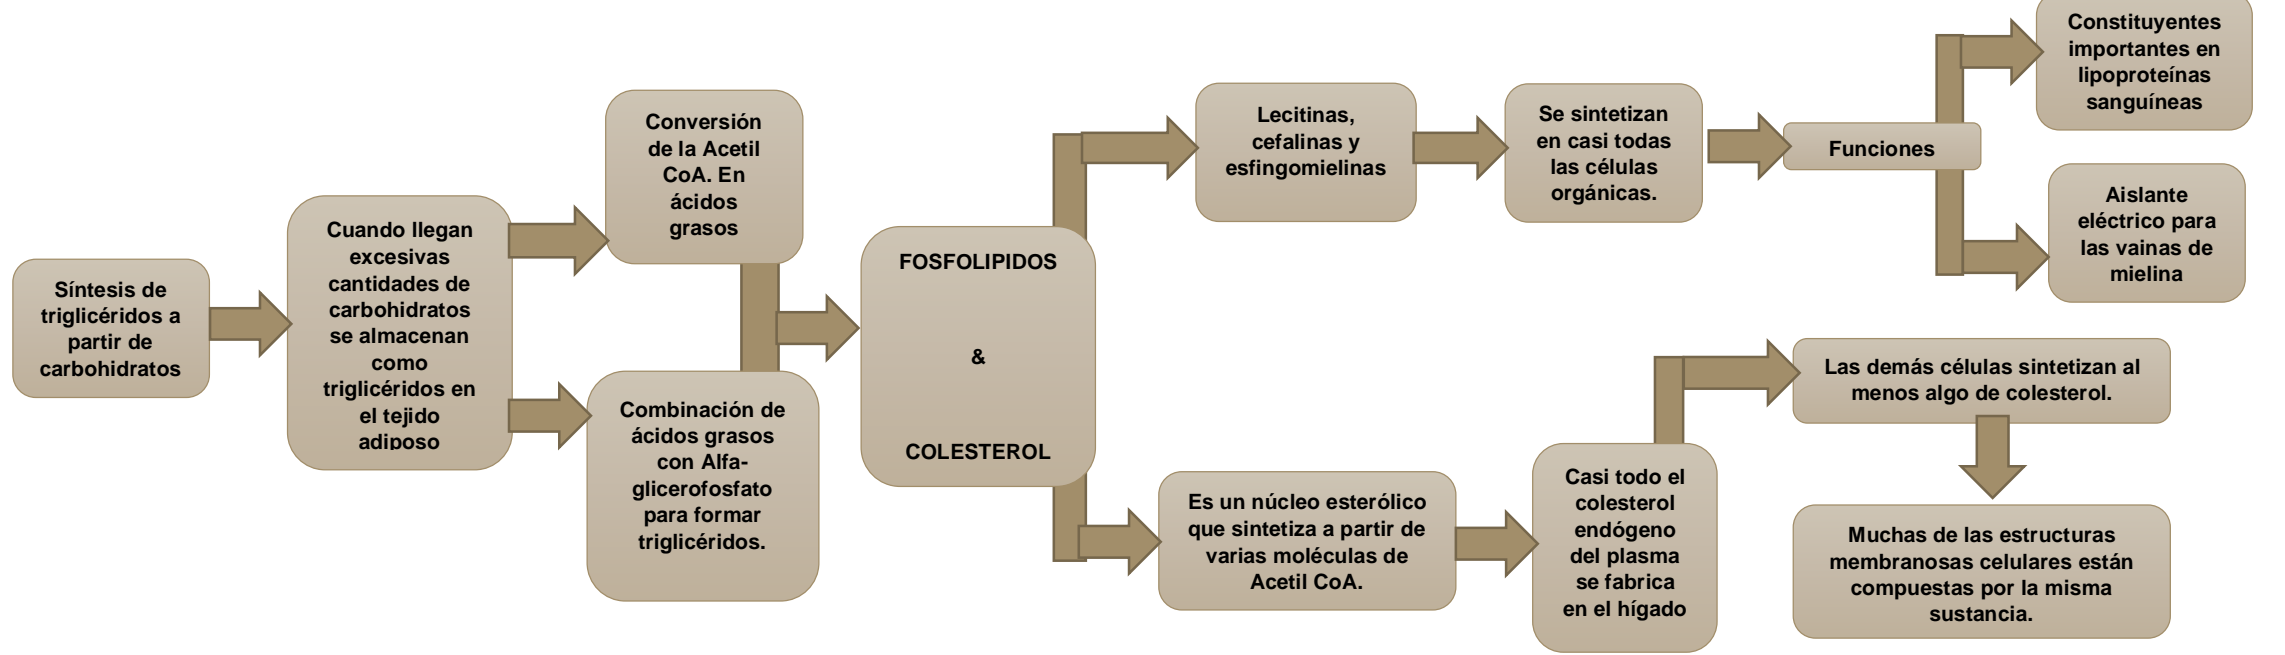 Síntesis de
triglicéridos a
partir de
carbohidratos
Cuando llegan
excesivas
cantidades de
carbohidratos
se almacenan
como
triglicéridos en
el tejido
adiposo
Conversión
de la Acetil
CoA. En
ácidos
grasos
Combinación de
ácidos grasos
con Alfa-
glicerofosfato
para formar
triglicéridos.
FOSFOLIPIDOS
&
COLESTEROL
Lecitinas,
cefalinas y
esfingomielinas
Se sintetizan
en casi todas
las células
orgánicas.
Funciones
Constituyentes
importantes en
lipoproteínas
sanguíneas
Aislante
eléctrico para
las vainas de
mielina
Es un núcleo esterólico
que sintetiza a partir de
varias moléculas de
Acetil CoA.
Casi todo el
colesterol
endógeno
del plasma
se fabrica
en el hígado
Las demás células sintetizan al
menos algo de colesterol.
Muchas de las estructuras
membranosas celulares están
compuestas por la misma
sustancia.